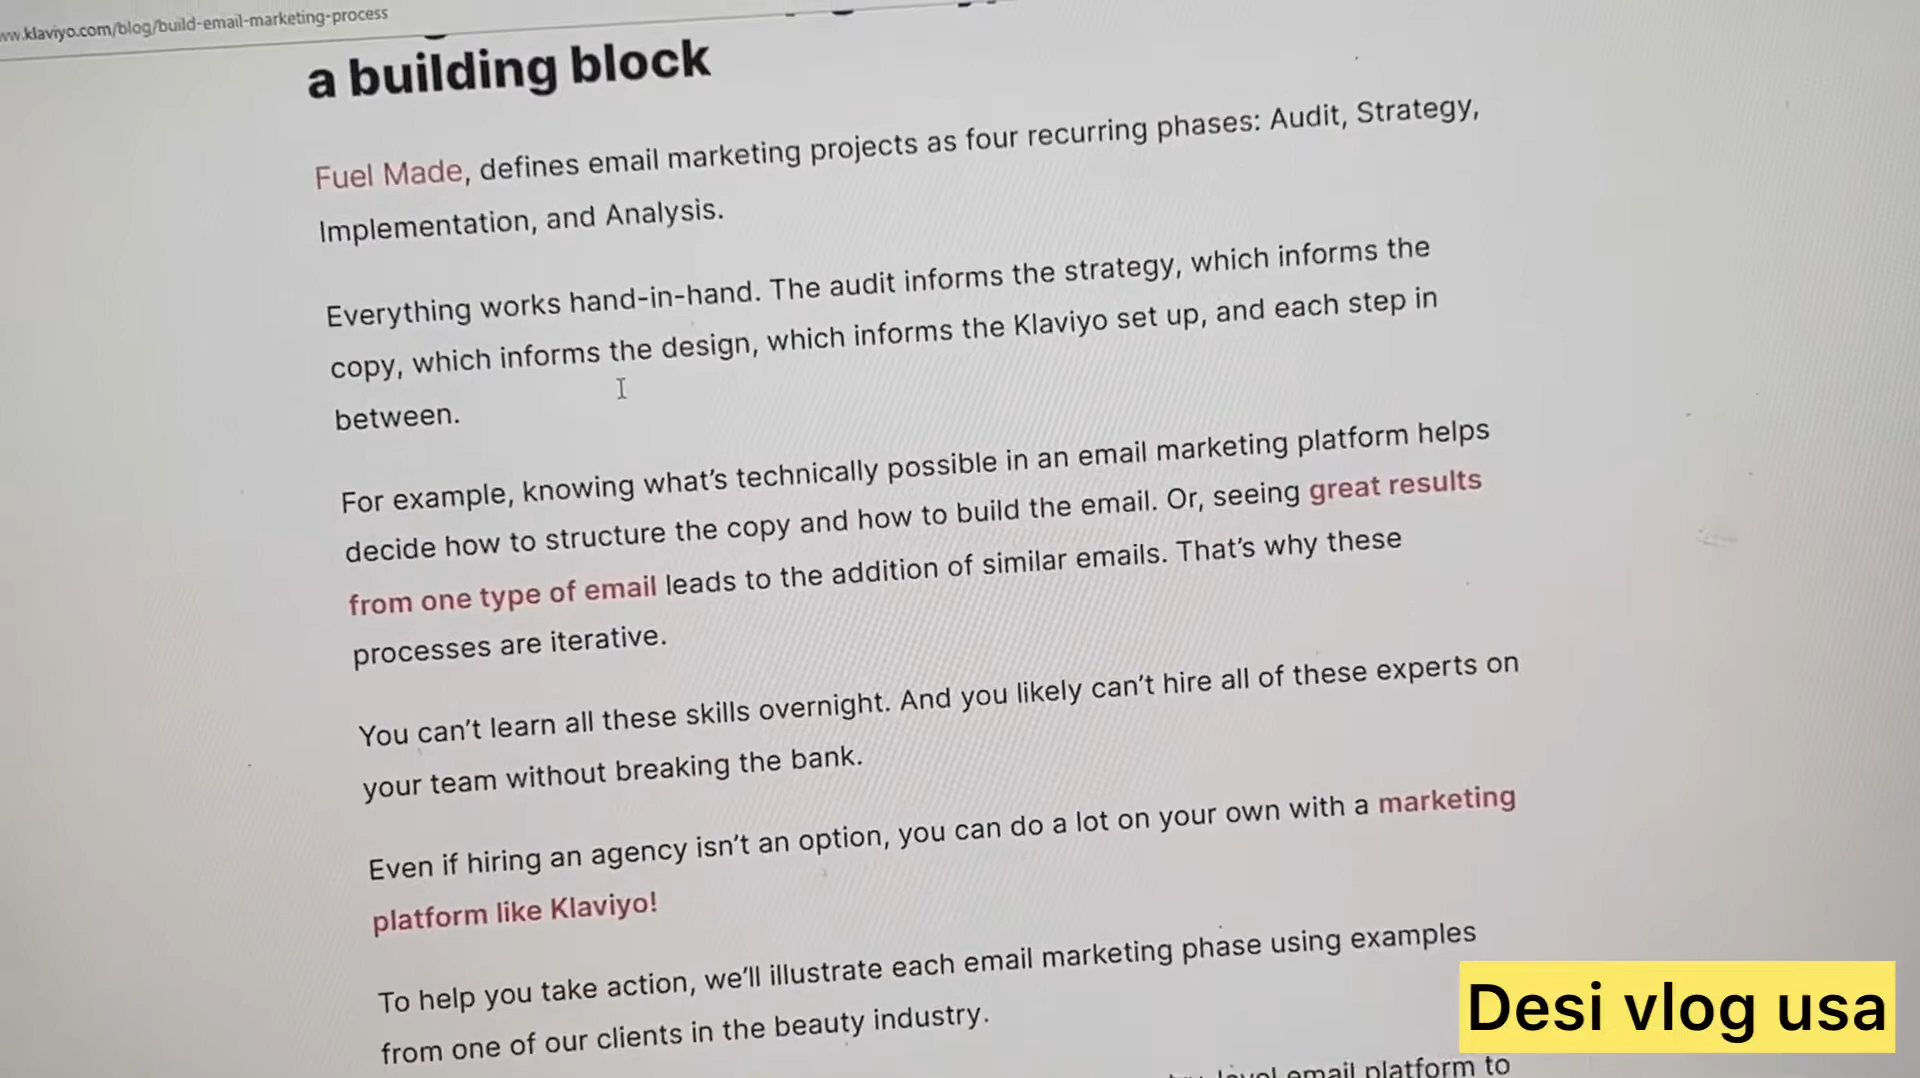 ww.klaviyo.com/blog/build-email-marketing-process
a building block
Fuel Made, defines email marketing projects as four recurring phases: Audit, Strategy,
Implementation, and Analysis.
Everything works hand-in-hand. The audit informs the strategy, which informs the
copy, which informs the design, which informs the Klaviyo set up, and each step in
between.
For example, knowing what's technically possible in an email marketing platform helps
decide how to structure the copy and how to build the email. Or, seeing great results
from one type of email leads to the addition of similar emails. That's why these
processes are iterative.
You can't learn all these skills overnight. And you likely can't hire all of these experts on
your team without breaking the bank.
Even if hiring an agency isn't an option, you can do a lot on your own with a marketing
platform like Klaviyo!
To help you take action, we'll illustrate each email marketing phase using examples
from one of our clients in the beauty industry.
email platform to
Desi vlog usa